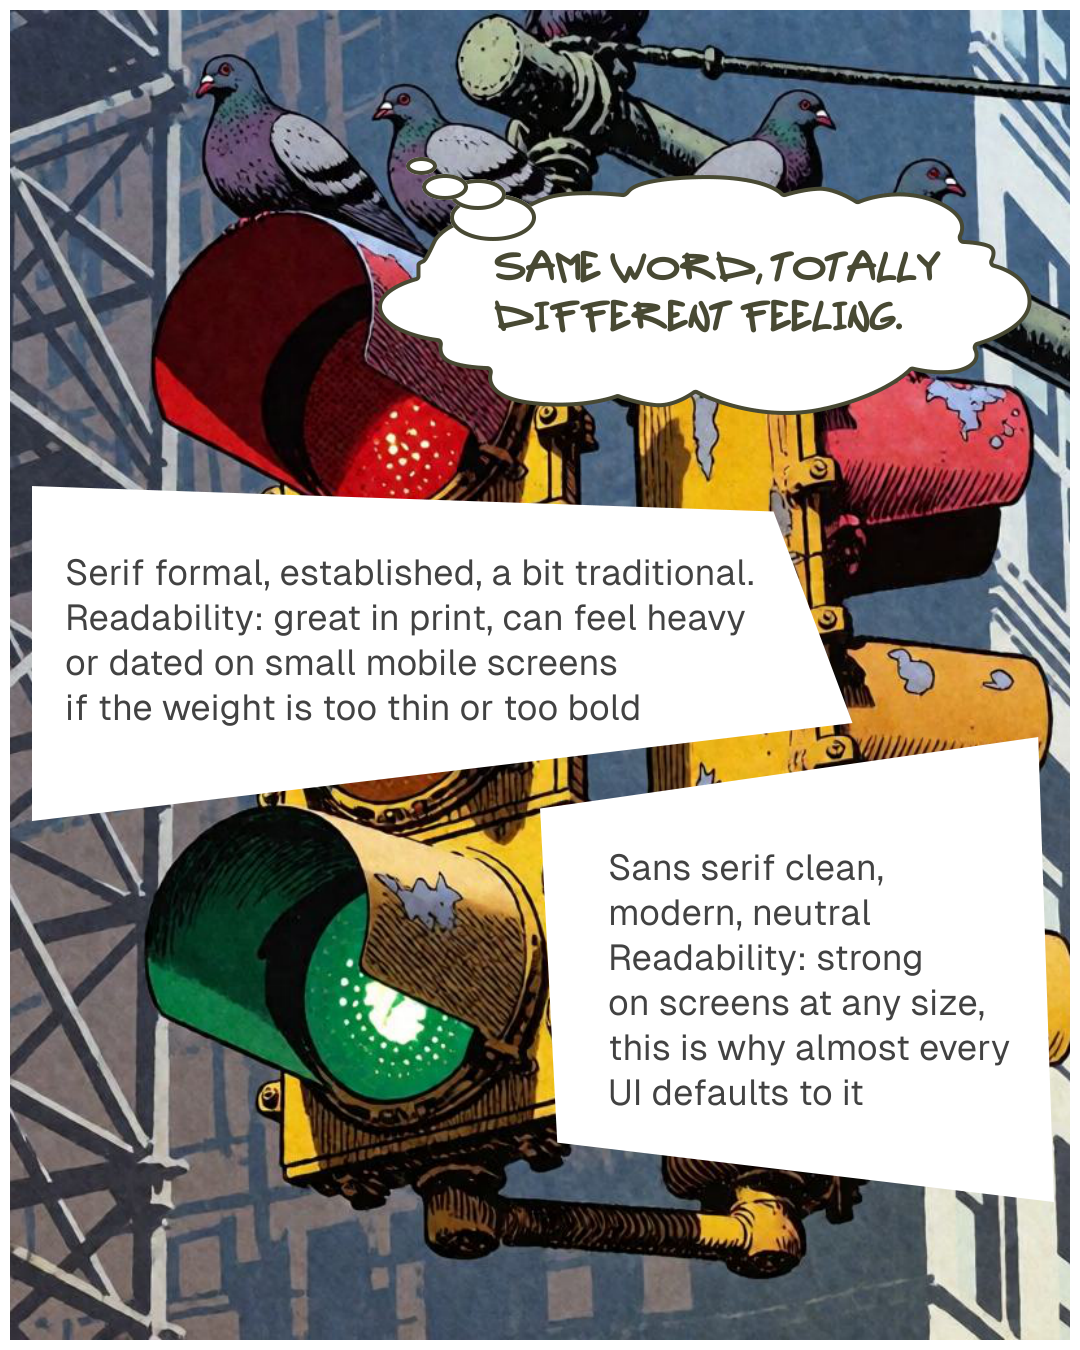 SAME WORD, TOTALLY
DIFFERENT FEELING.
Serif formal, established, a bit traditional.
Readability: great in print, can feel heavy
or dated on small mobile screens
if the weight is too thin or too bold
Sans serif clean,
modern, neutral
Readability: strong
on screens at any size,
this is why almost every
UI defaults to it